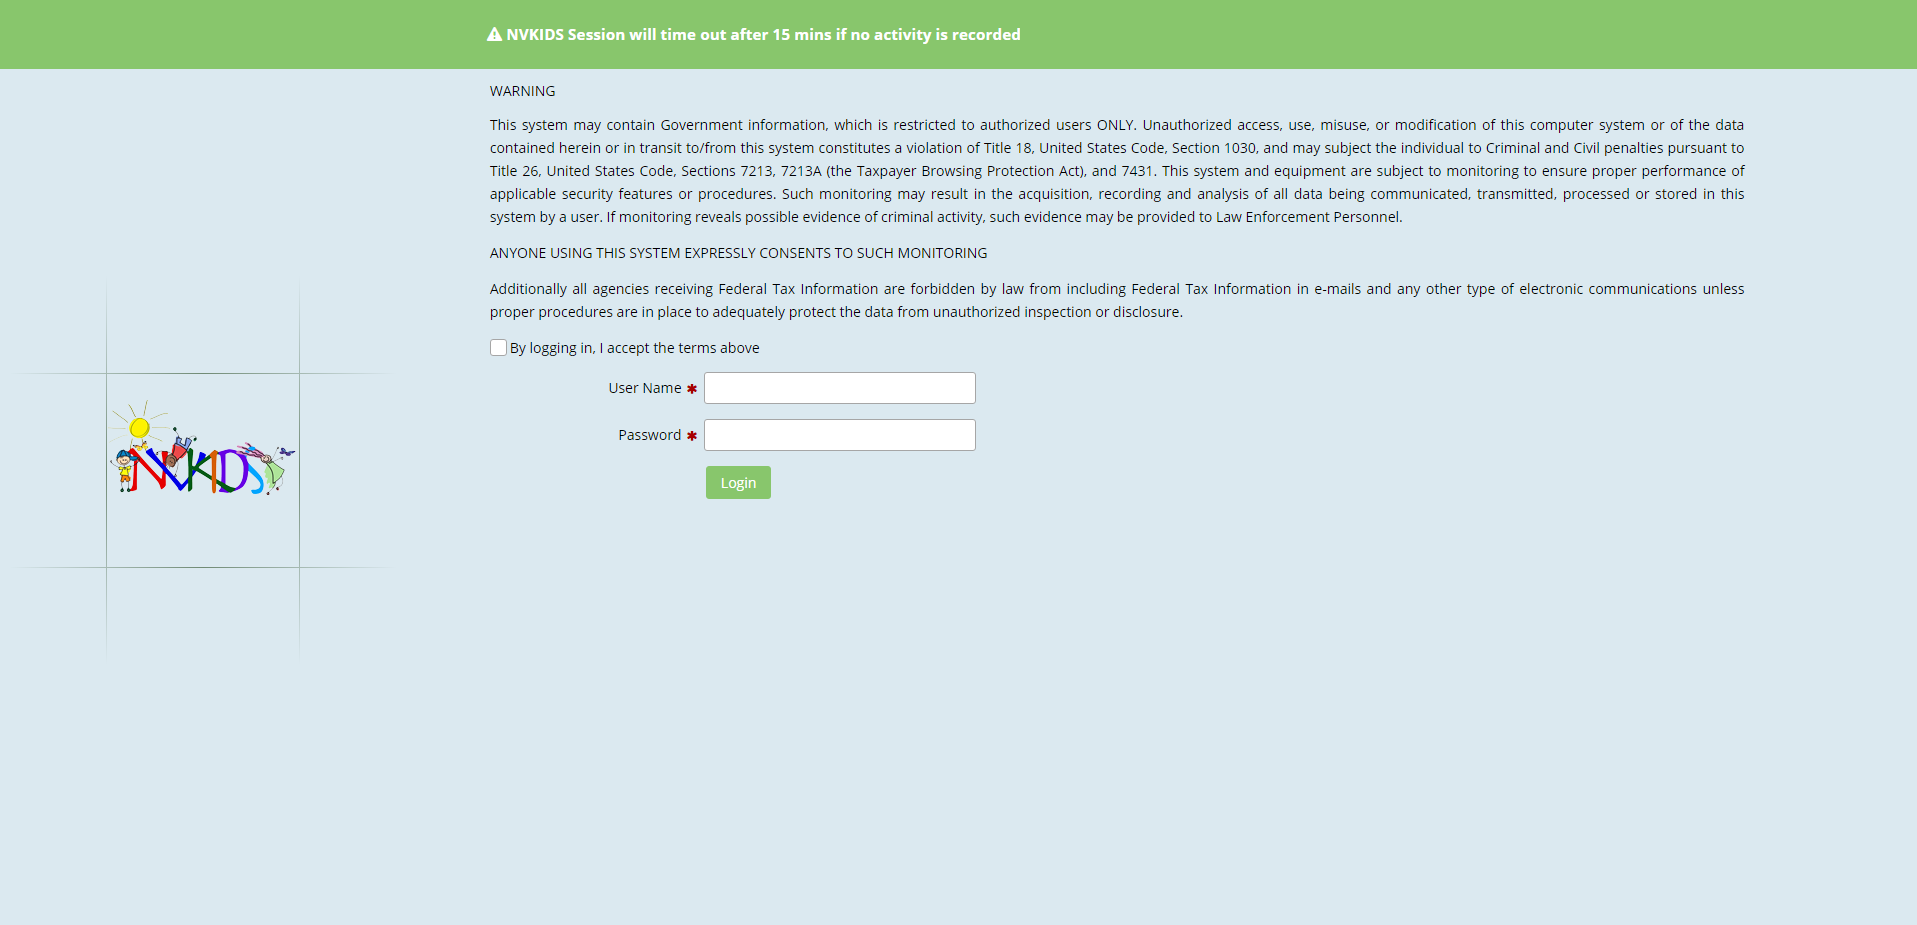 NVKIDS Session will time out after 15 mins if no activity is recorded
WARNING
This system may contain Government information, which is restricted to authorized users ONLY. Unauthorized access, use, misuse, or modification of this computer system or of the data
contained herein or in transit to/from this system constitutes a violation of Title 18, United States Code, Section 1030, and may subject the individual to Criminal and Civil penalties pursuant to
Title 26, United States Code, Sections 7213, 7213A (the Taxpayer Browsing Protection Act), and 7431. This system and equipment are subject to monitoring to ensure proper performance of
applicable security features or procedures. Such monitoring may result in the acquisition, recording and analysis of all data being communicated, transmitted, processed or stored in this
system by a user. If monitoring reveals possible evidence of criminal activity, such evidence may be provided to Law Enforcement Personnel.
ANYONE USING THIS SYSTEM EXPRESSLY CONSENTS TO SUCH MONITORING
Additionally all agencies receiving Federal Tax Information are forbidden by law from including Federal Tax Information in e-mails and any other type of electronic communications unless
proper procedures are in place to adequately protect the data from unauthorized inspection or disclosure.
By logging in, I accept the terms above
User Name ✱
Password ✱
NVKIDS
Login